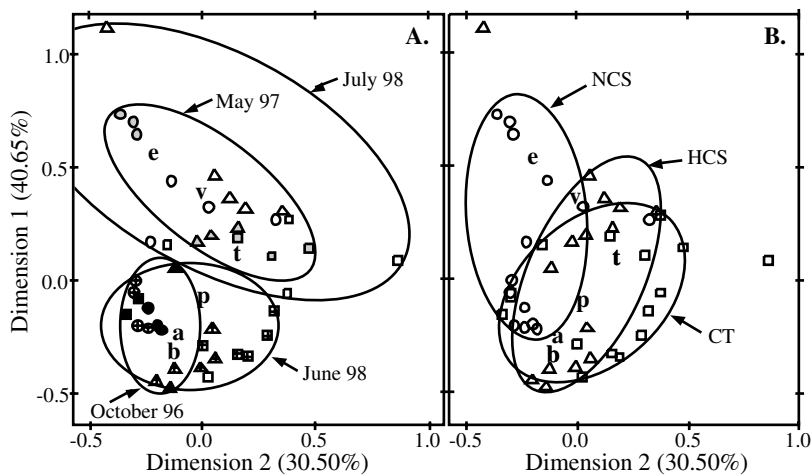 A.
B.
July 98
May 97
NCS
HCS
e
v
t
p
a
b
June 98
October 96
e
v
t
p
a
b
CT
1.0
0.5
0.0
-0.5
Dimension 1 (40.65%)
-0.5
0.0
0.5
1.0
-0.5
0.0
0.5
1.0
Dimension 2 (30.50%)
Dimension 2 (30.50%)